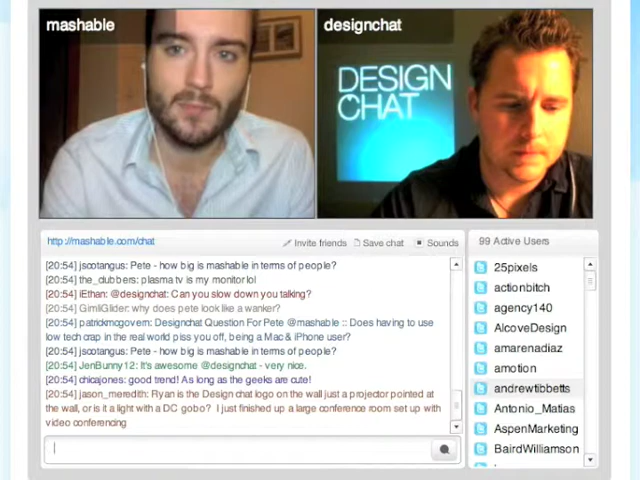 mashable
designchat
DESIGN
CHAT
http://mashable.com/chat
Invite friends
Save chat
Sounds
99 Active Users
[20:54] jscotangus: Pete - how big is mashable in terms of people?
[20:54] the_dubbers: plasma tv is my monitor lol
[20:54] iEthan: @designchat: Can you slow down you talking?
[20:54] GimliGlider: why does pete look like a wanker?
[20:54] patrickmcgovern: Designchat Question For Pete @mashable :: Does having to use
low tech crap in the real world piss you off, being a Mac & iPhone user?
[20:54] jscotangus: Pete - how big is mashable in terms of people?
[20:54] JenBunny12: It's awesome @designchat - very nice.
[20:54] chicajones: good trend! As long as the geeks are cute!
[20:54] jason_meredith: Ryan is the Design chat logo on the wall just a projector pointed at
the wall, or is it a light with a DC gobo? I just finished up a large conference room set up with
video conferencing
25pixels
actionbitch
agency140
AlcoveDesign
amarenadiaz
amotion
andrewtibbetts
Antonio_Matias
AspenMarketing
BairdWilliamson